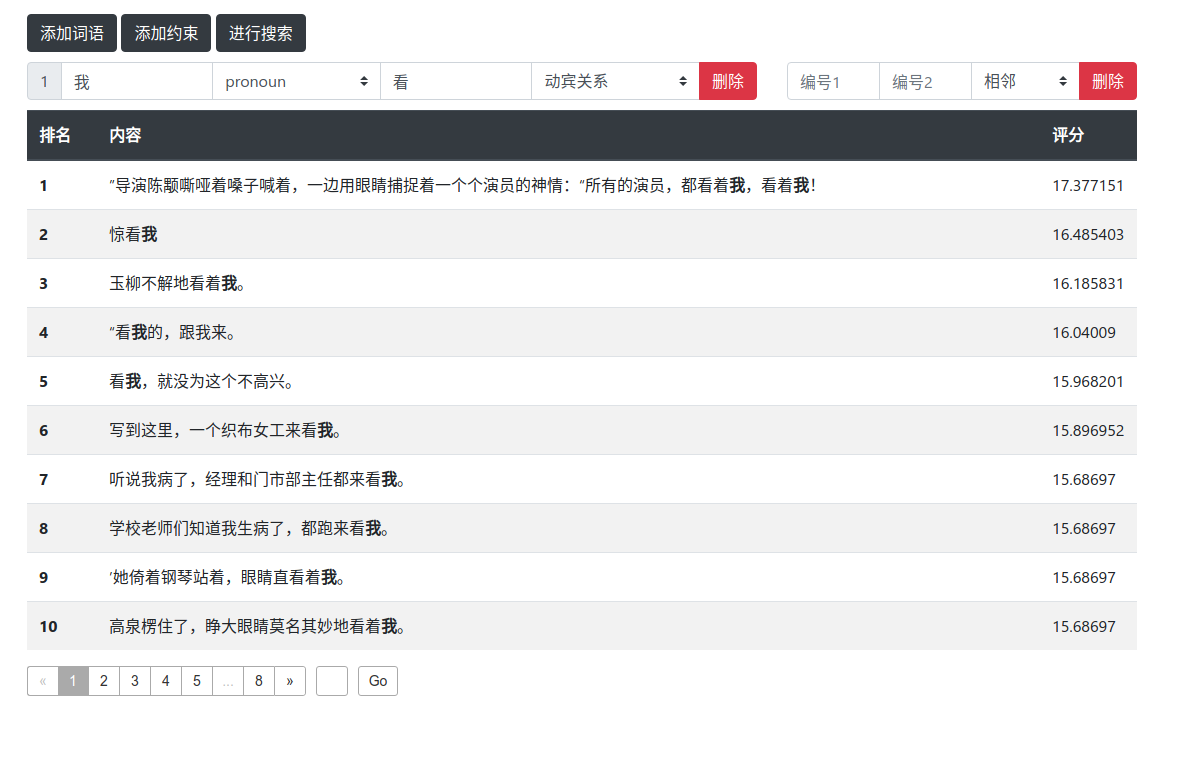 添加词语 添加约束 进行搜索
1 我 pronoun 看 动宾关系 删除 编号1 编号2 相邻 删除
排名 内容 评分
1 “导演陈颙嘶哑着嗓子喊着，一边用眼睛捕捉着一个个演员的神情：“所有的演员，都看着我，看着我！ 17.377151
2 惊看我 16.485403
3 玉柳不解地看着我。 16.185831
4 “看我的，跟我来。 16.04009
5 看我，就没为这个不高兴。 15.968201
6 写到这里，一个织布女工来看我。 15.896952
7 听说我病了，经理和门市部主任都来看我。 15.68697
8 学校老师们知道我生病了，都跑来看我。 15.68697
9 ’她倚着钢琴站着，眼睛直看着我。 15.68697
10 高泉楞住了，睁大眼睛莫名其妙地看着我。 15.68697
« 1 2 3 4 5 ... 8 » Go